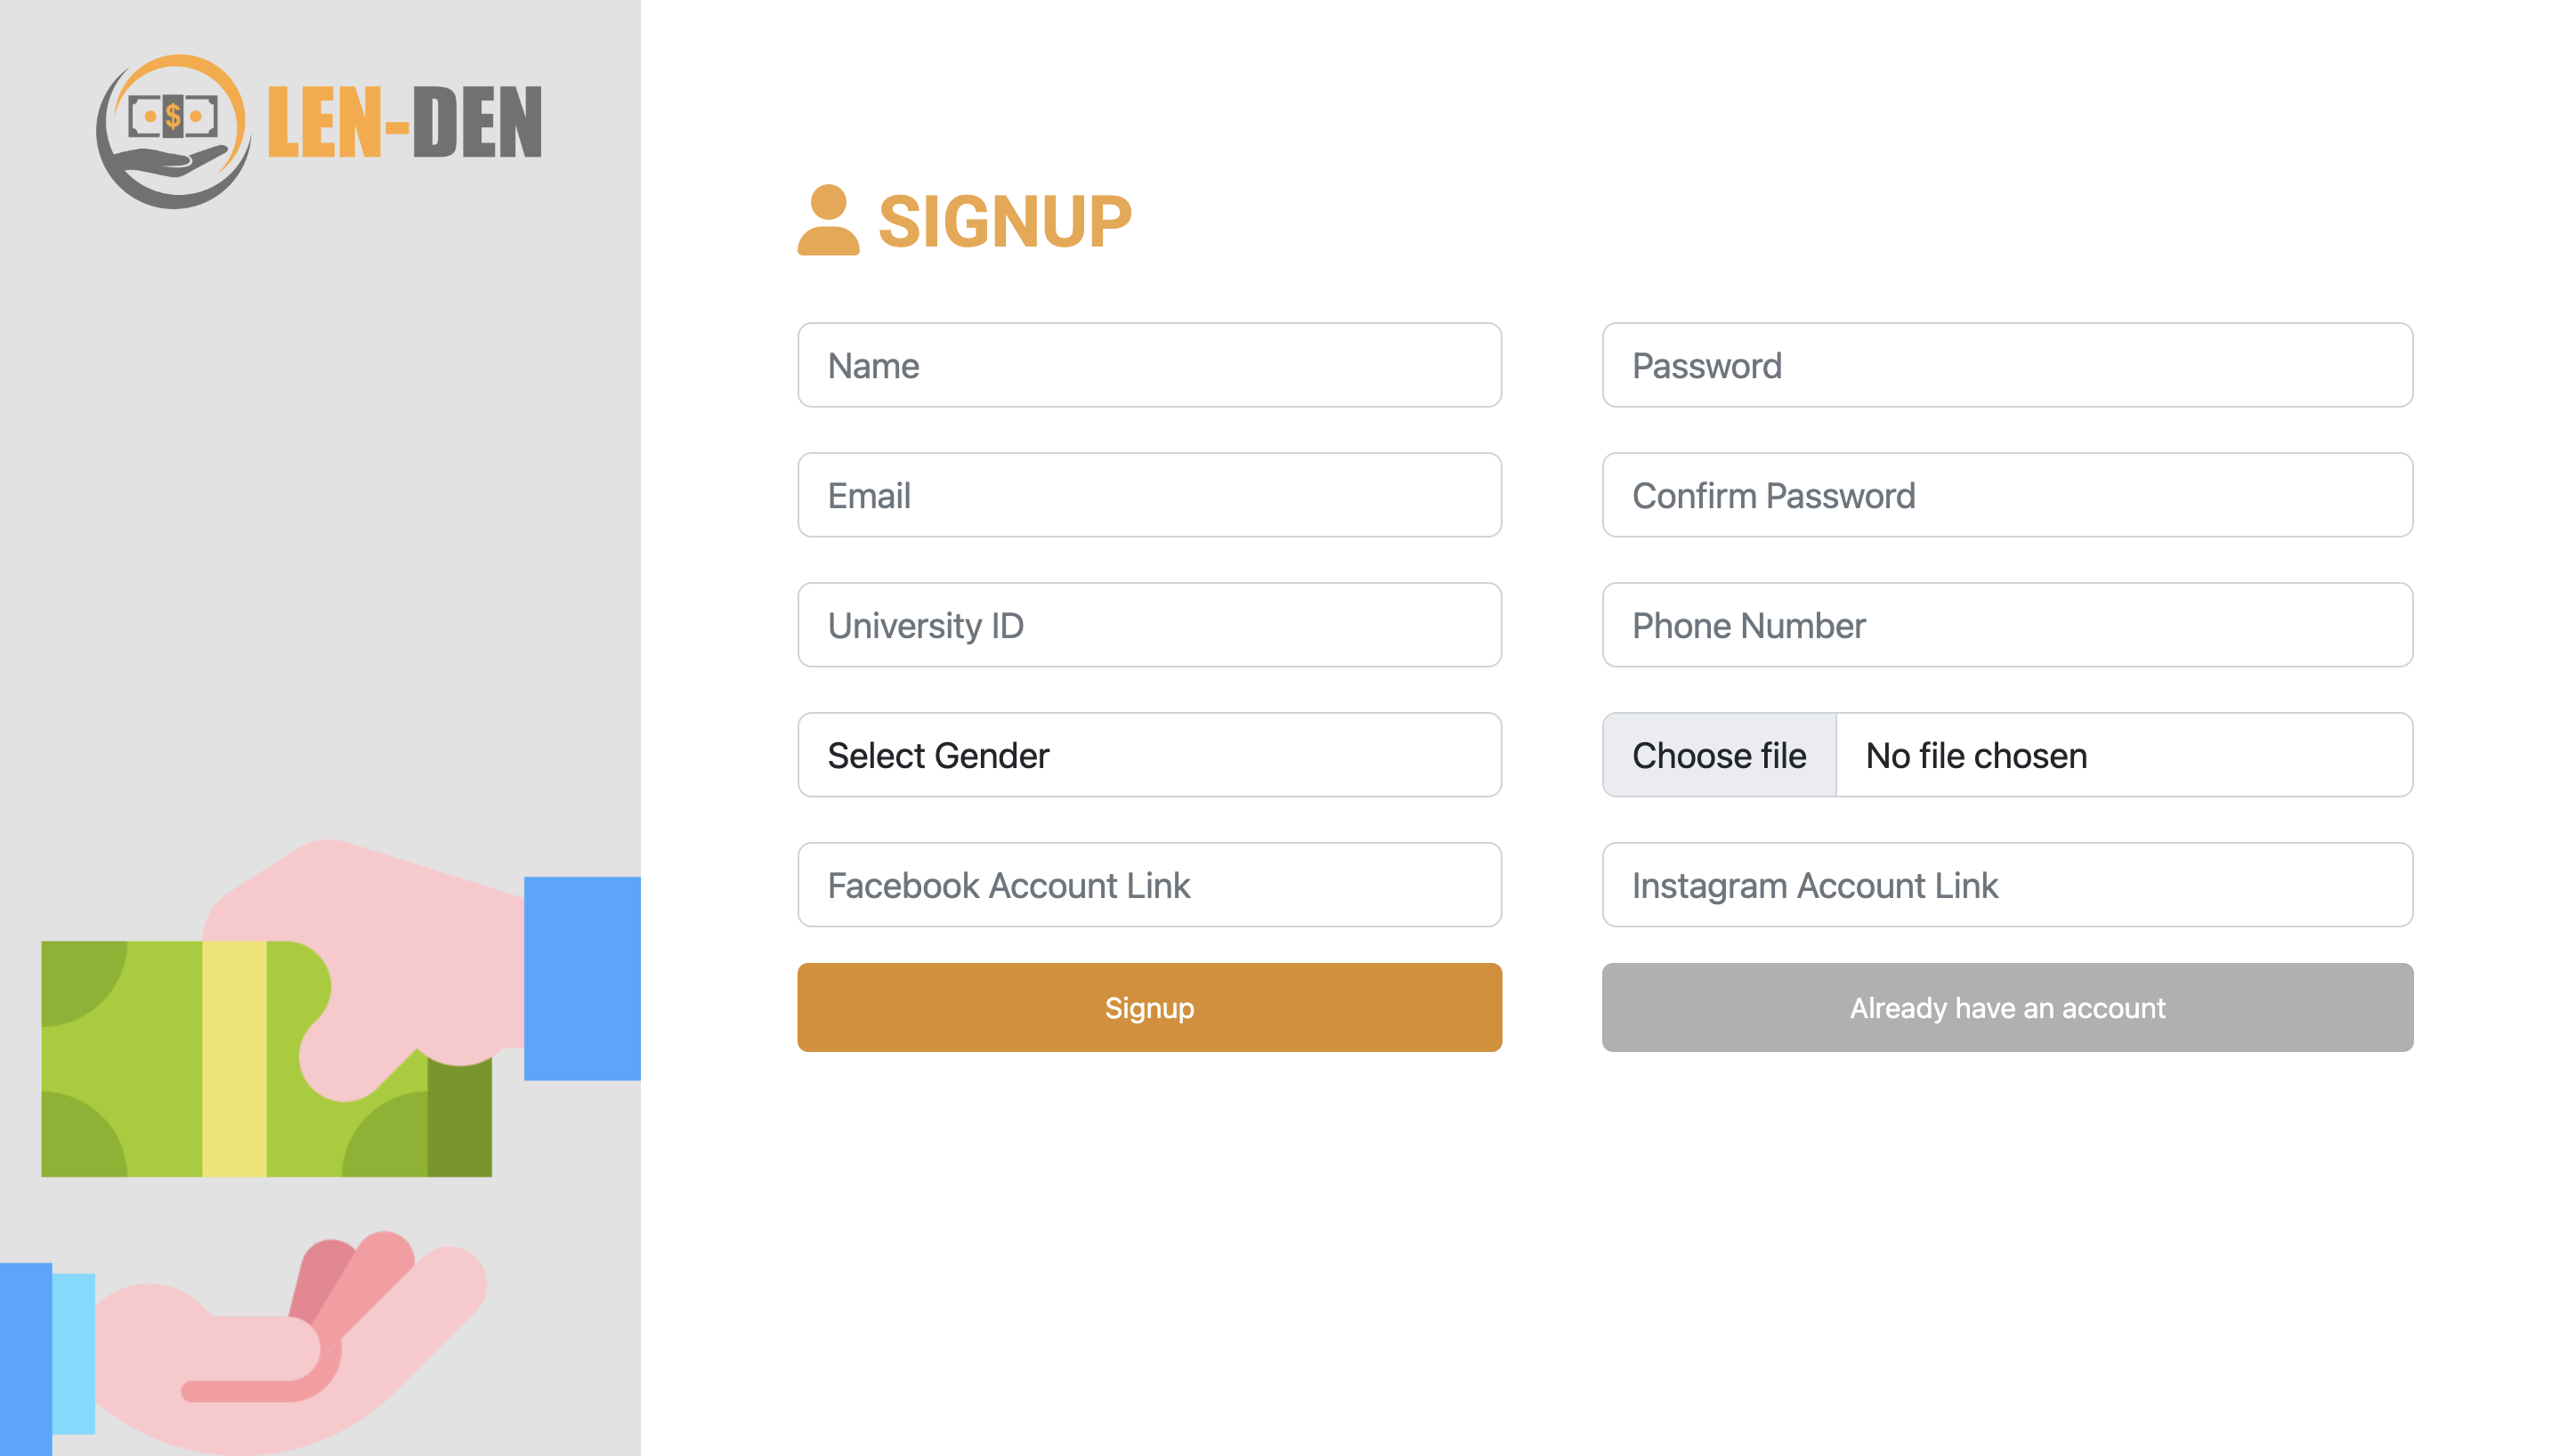 $
LEN-DEN
SIGNUP
Name
Password
Email
Confirm Password
University ID
Phone Number
Select Gender
Choose file No file chosen
Facebook Account Link
Instagram Account Link
Signup
Already have an account